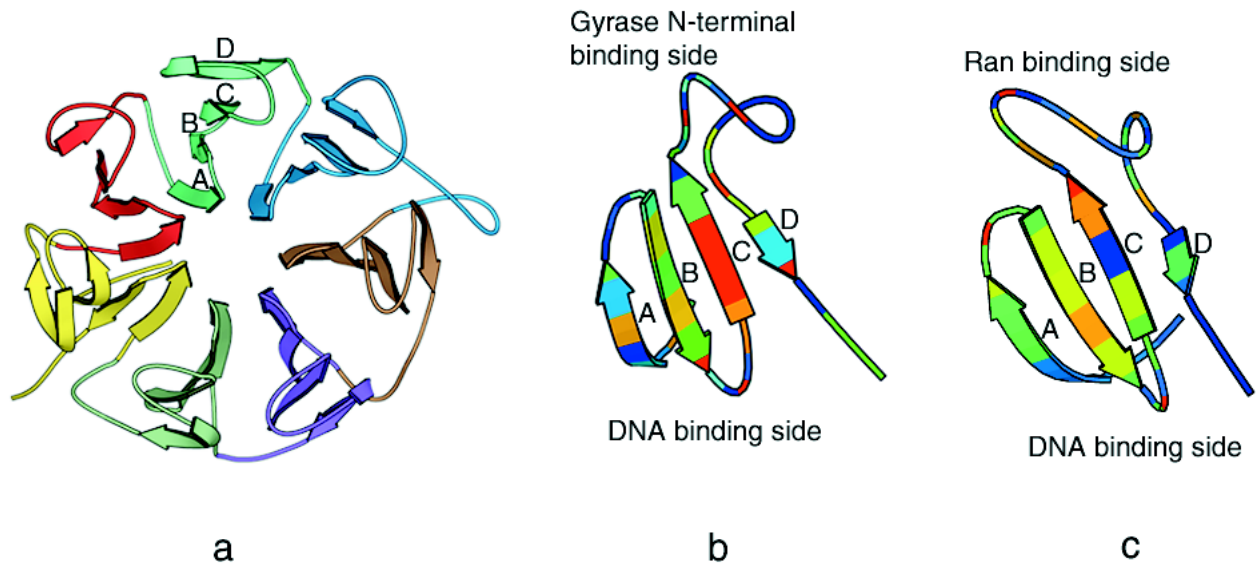 D
C
B
A
a
Gyrase N-terminal
binding side
D
C
B
A
DNA binding side
b
Ran binding side
D
C
B
A
DNA binding side
c